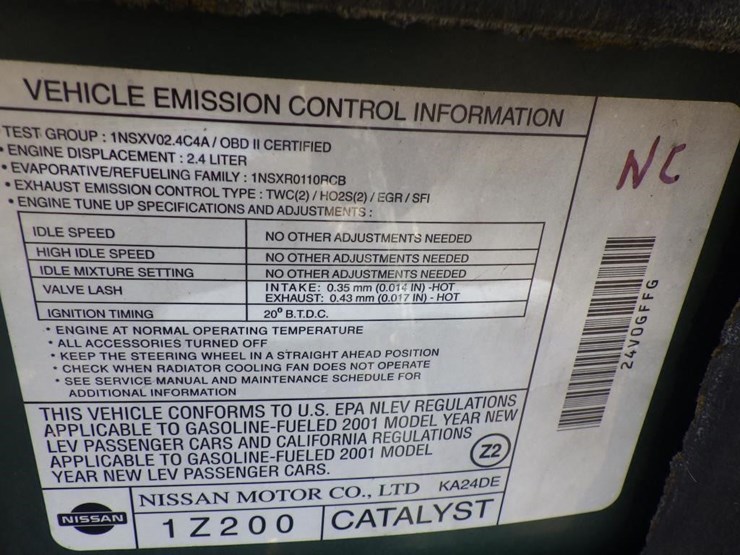 VEHICLE EMISSION CONTROL INFORMATION
• TEST GROUP : 1NSXV02.4C4A / OBD II CERTIFIED
• ENGINE DISPLACEMENT : 2.4 LITER
• EVAPORATIVE/REFUELING FAMILY : 1NSXR0110RCB
• EXHAUST EMISSION CONTROL TYPE : TWC(2) / HO2S(2) / EGR / SFI
• ENGINE TUNE UP SPECIFICATIONS AND ADJUSTMENTS :
IDLE SPEED NO OTHER ADJUSTMENTS NEEDED
HIGH IDLE SPEED NO OTHER ADJUSTMENTS NEEDED
IDLE MIXTURE SETTING NO OTHER ADJUSTMENTS NEEDED
VALVE LASH INTAKE: 0.35 mm (0.014 IN) -HOT
EXHAUST: 0.43 mm (0.017 IN) - HOT
IGNITION TIMING 20° B.T.D.C.
• ENGINE AT NORMAL OPERATING TEMPERATURE
• ALL ACCESSORIES TURNED OFF
• KEEP THE STEERING WHEEL IN A STRAIGHT AHEAD POSITION
• CHECK WHEN RADIATOR COOLING FAN DOES NOT OPERATE
• SEE SERVICE MANUAL AND MAINTENANCE SCHEDULE FOR
ADDITIONAL INFORMATION
THIS VEHICLE CONFORMS TO U.S. EPA NLEV REGULATIONS
APPLICABLE TO GASOLINE-FUELED 2001 MODEL YEAR NEW
LEV PASSENGER CARS AND CALIFORNIA REGULATIONS
APPLICABLE TO GASOLINE-FUELED 2001 MODEL
YEAR NEW LEV PASSENGER CARS.
Z2
NISSAN
NISSAN MOTOR CO., LTD KA24DE
1Z200 CATALYST
NC
24VOGFFG